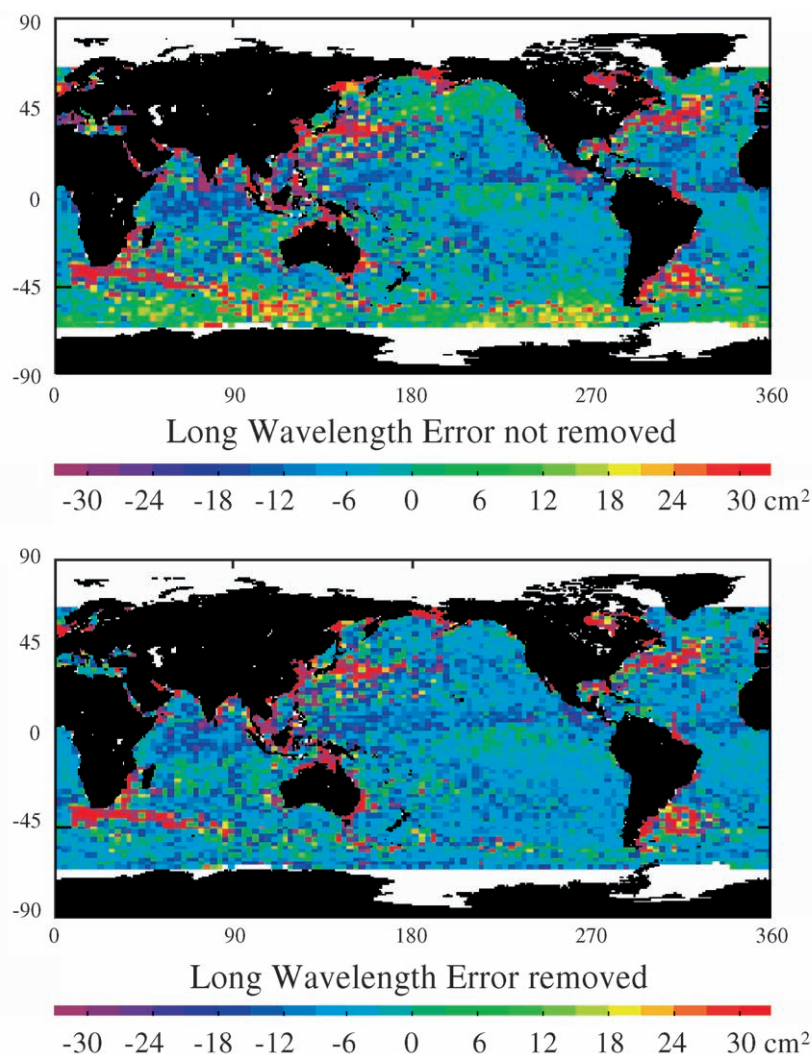 90
45
0
-45
-90
0 90 180 270 360
Long Wavelength Error not removed
-30 -24 -18 -12 -6 0 6 12 18 24 30 cm²
90
45
0
-45
-90
0 90 180 270 360
Long Wavelength Error removed
-30 -24 -18 -12 -6 0 6 12 18 26 30 cm²